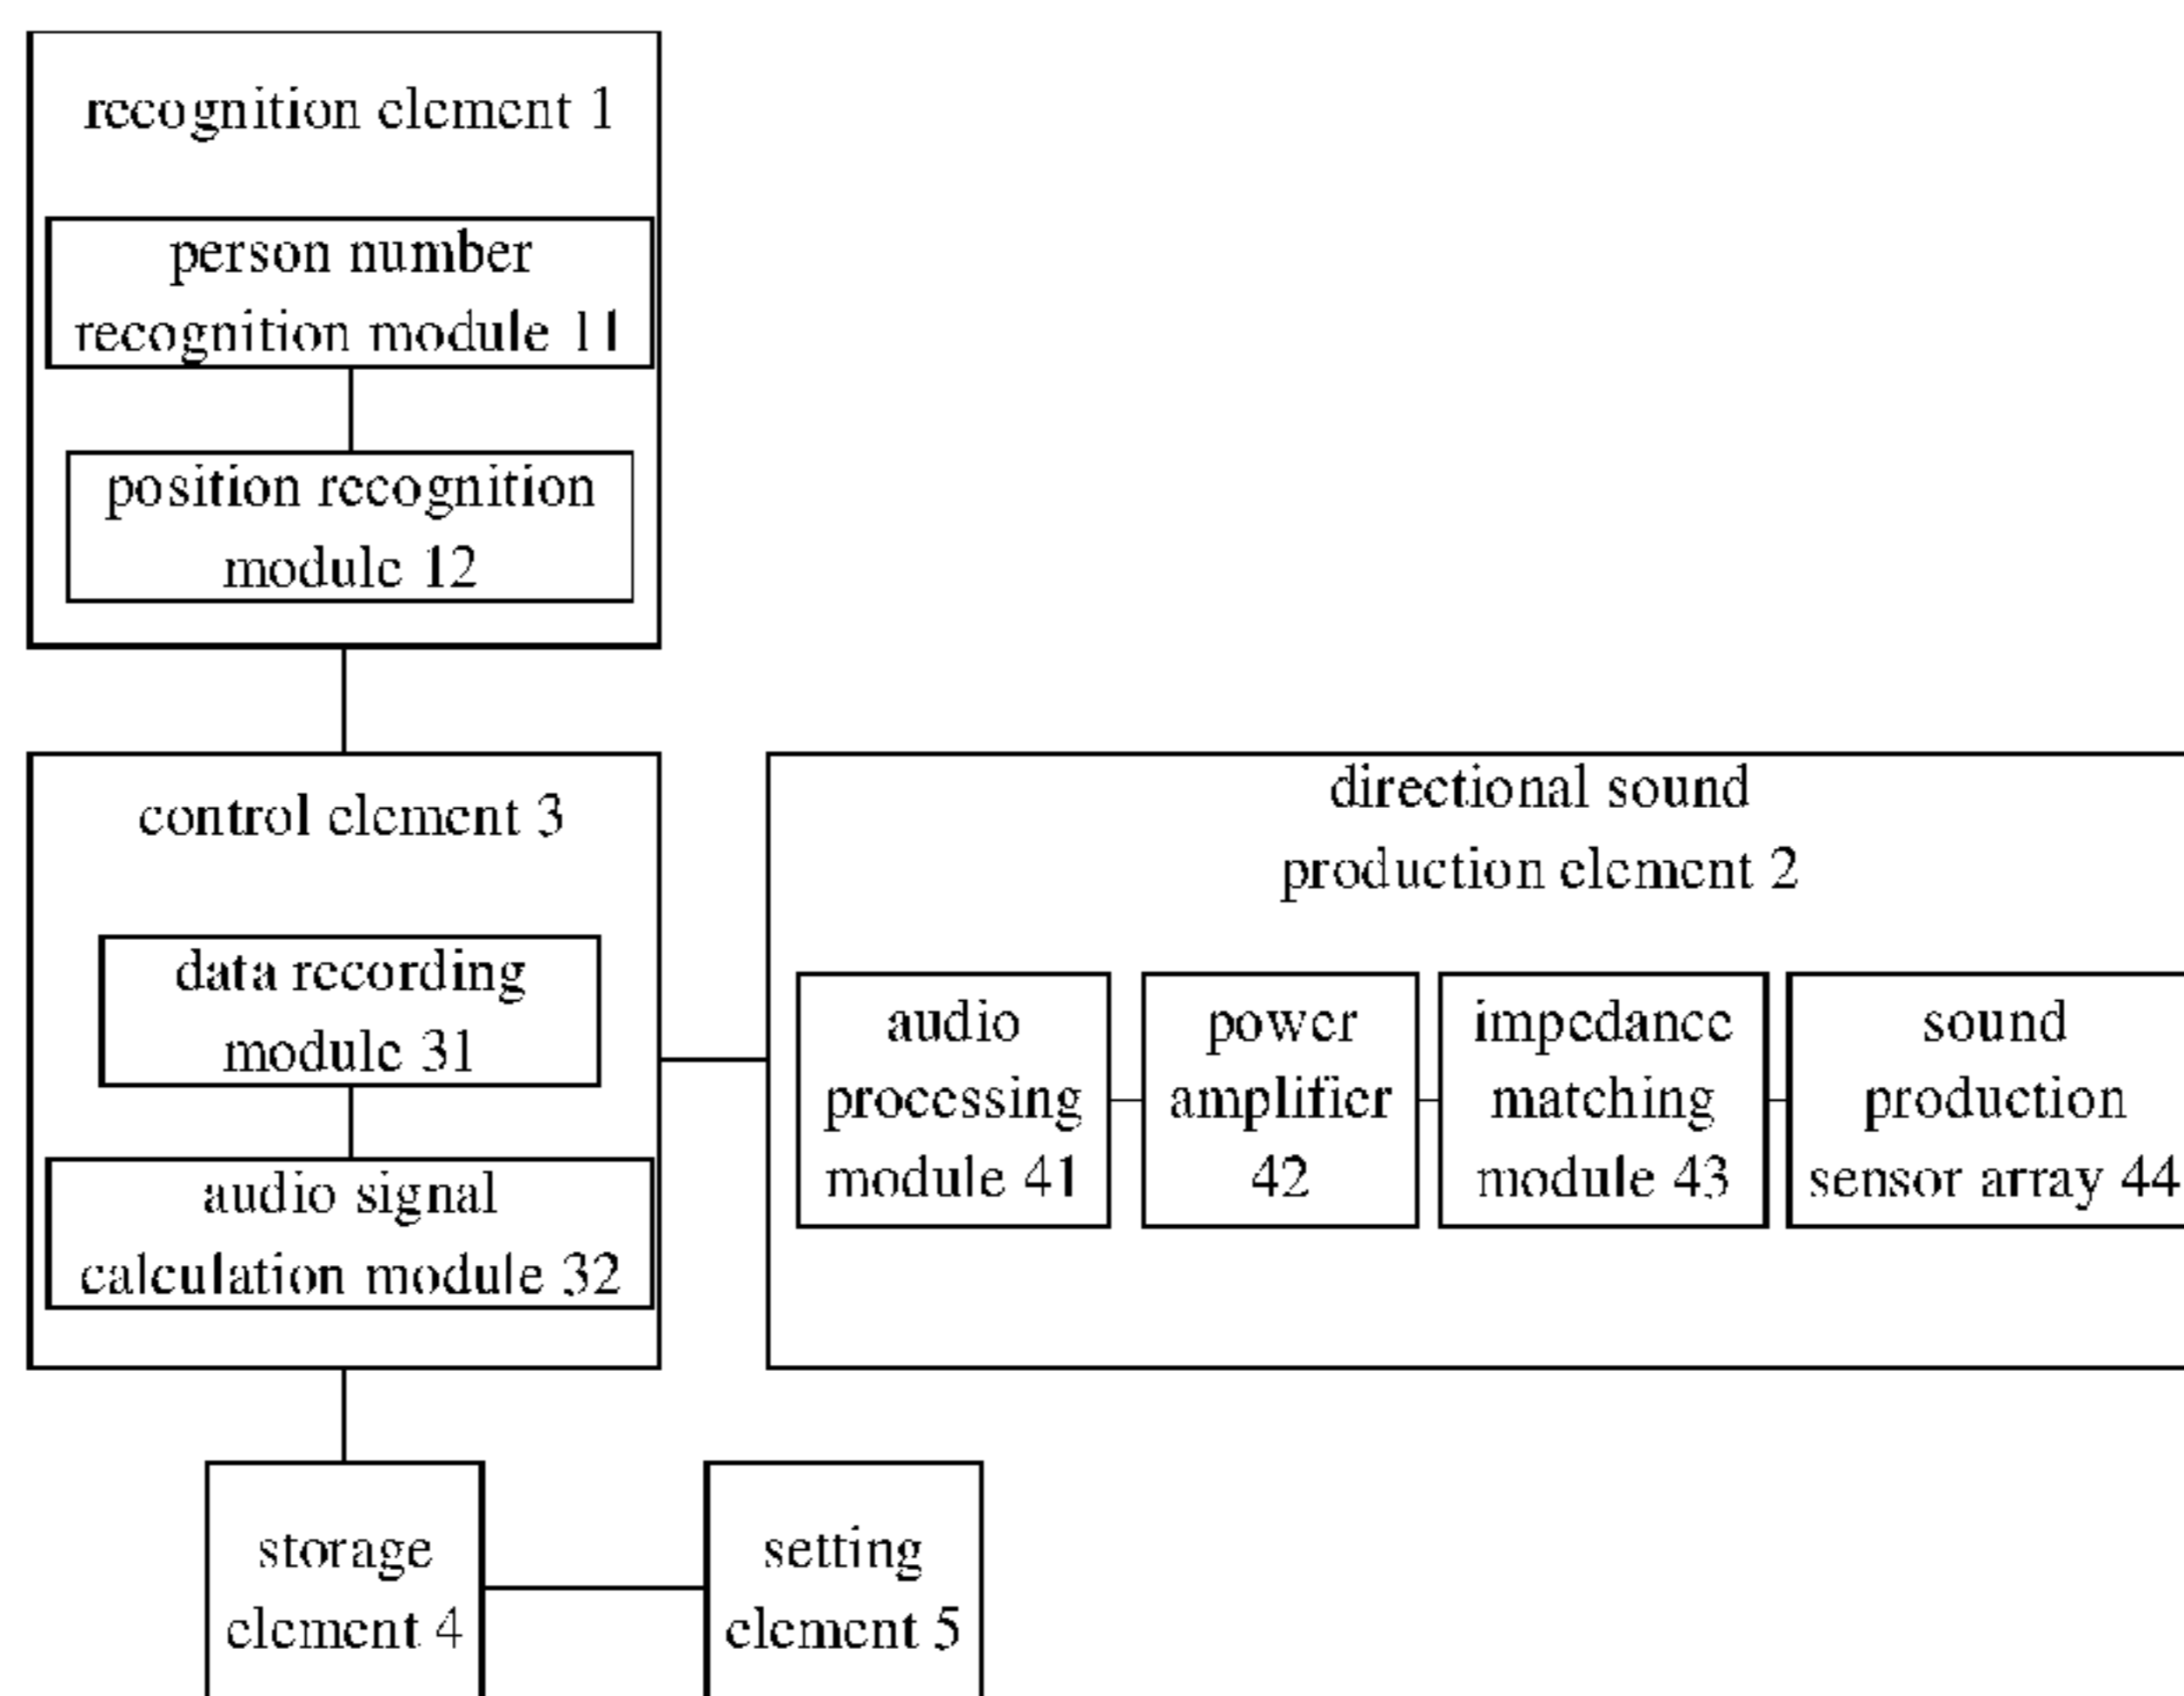 recognition element 1
person number
recognition module 11
position recognition
module 12
control element 3
data recording
module 31
audio signal
calculation module 32
directional sound
production element 2
audio
processing
module 41
power
amplifier
42
impedance
matching
module 43
sound
production
sensor array 44
storage
element 4
setting
element 5